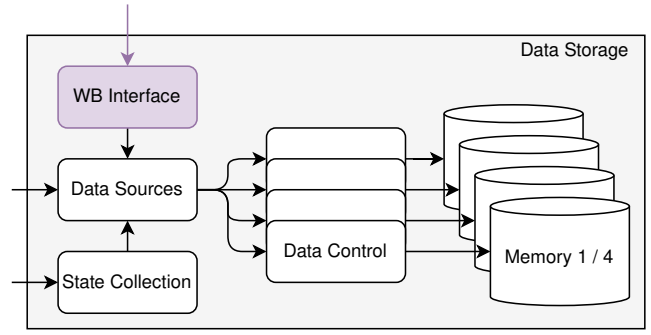 Data Storage
WB Interface
Data Sources
State Collection
Data Control
Memory 1 / 4